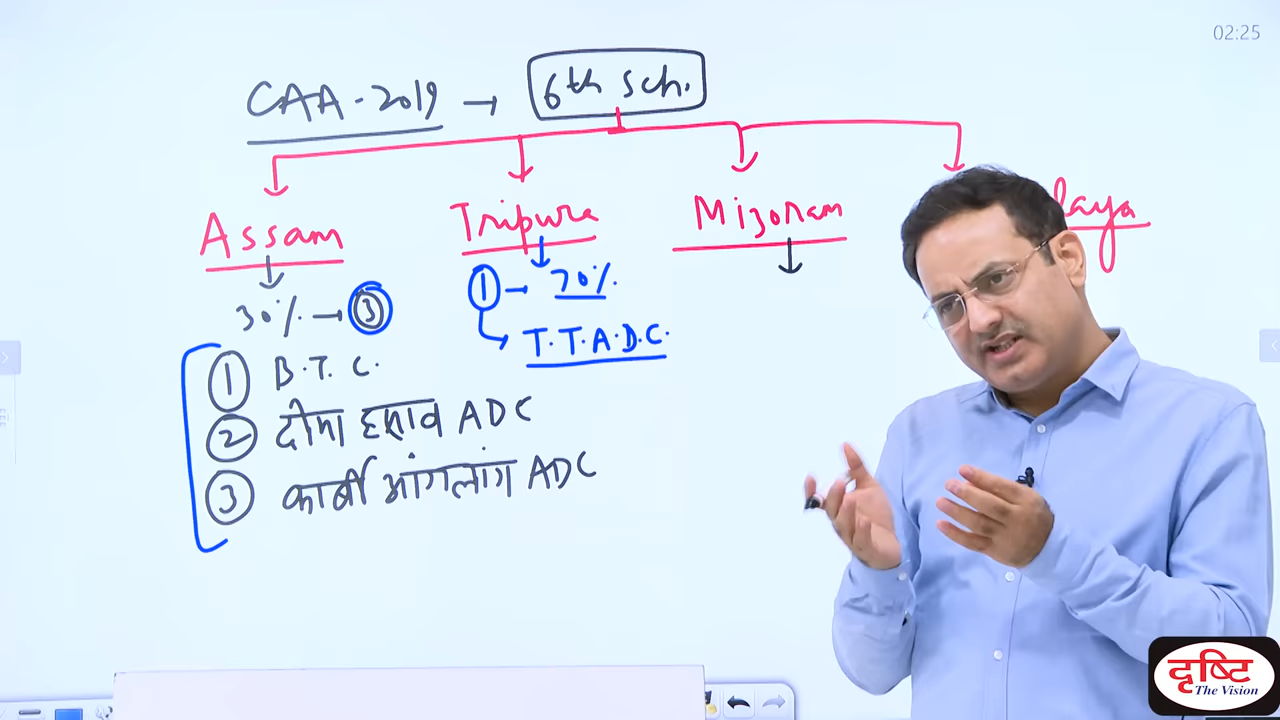 02:25
CAA-2019 → 6th Sch.
Assam Tripura Mizoram laya
30% → 3 1 → 70%
T.T.A.D.C.
1 B.T.C.
2 दीमा हसाव ADC
3 कार्बी आंगलांग ADC
दृष्टि
The Vision